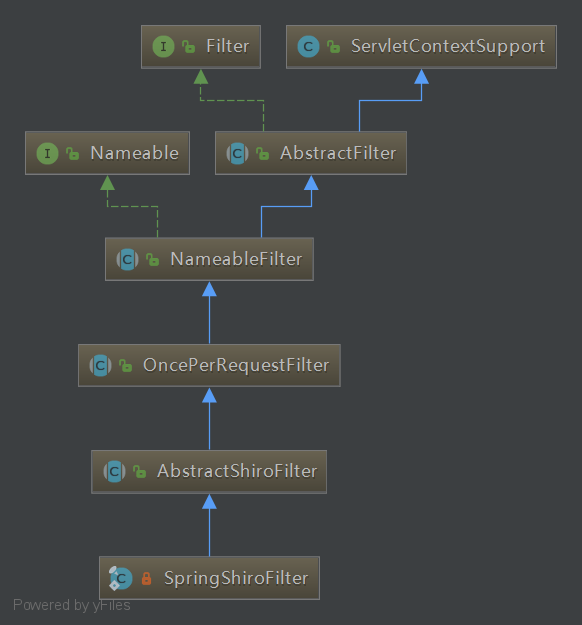 Filter
ServletContextSupport
Nameable
AbstractFilter
NameableFilter
OncePerRequestFilter
AbstractShiroFilter
SpringShiroFilter
Powered by yFiles